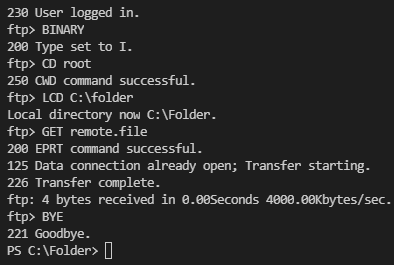 230 User logged in.
ftp> BINARY
200 Type set to I.
ftp> CD root
250 CWD command successful.
ftp> LCD C:\folder
Local directory now C:\Folder.
ftp> GET remote.file
200 EPRT command successful.
125 Data connection already open; Transfer starting.
226 Transfer complete.
ftp: 4 bytes received in 0.00Seconds 4000.00Kbytes/sec.
ftp> BYE
221 Goodbye.
PS C:\Folder>